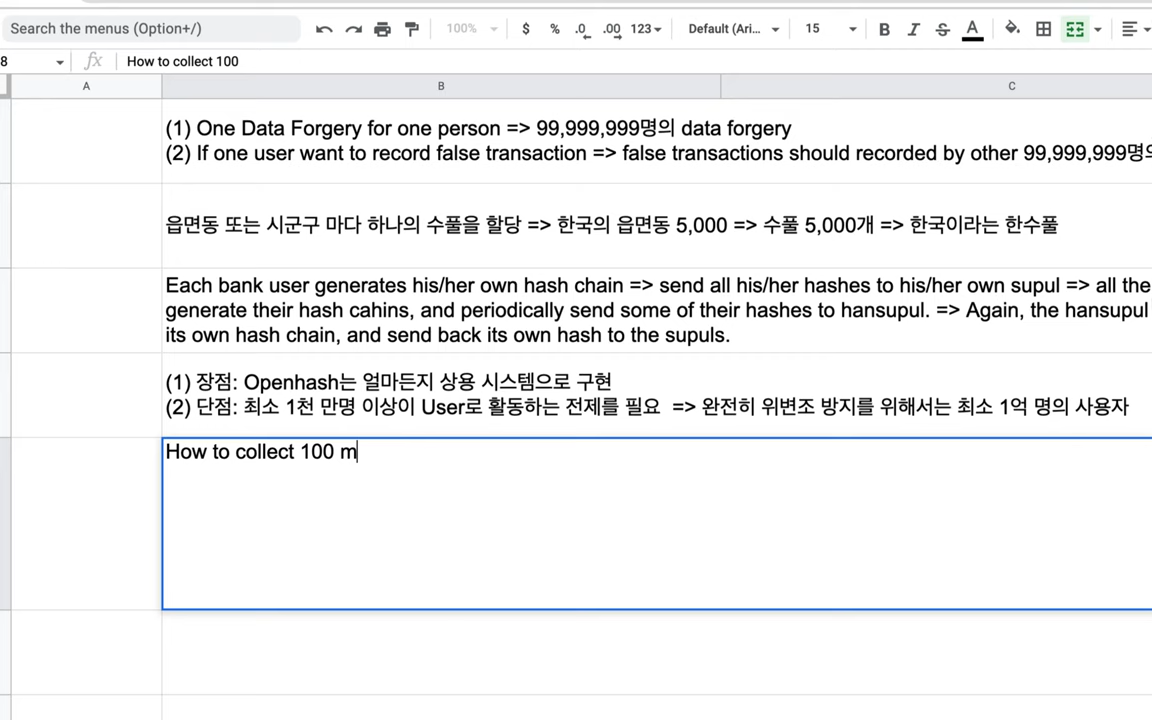 Search the menus (Option+/) 100% $ % .0 .00 123 Default (Ari... 15 B I S A
8 fx How to collect 100
A B C
(1) One Data Forgery for one person => 99,999,999명의 data forgery
(2) If one user want to record false transaction => false transactions should recorded by other 99,999,999명의
읍면동 또는 시군구 마다 하나의 수풀을 할당 => 한국의 읍면동 5,000 => 수풀 5,000개 => 한국이라는 한수풀
Each bank user generates his/her own hash chain => send all his/her hashes to his/her own supul => all the
generate their hash cahins, and periodically send some of their hashes to hansupul. => Again, the hansupul
its own hash chain, and send back its own hash to the supuls.
(1) 장점: Openhash는 얼마든지 상용 시스템으로 구현
(2) 단점: 최소 1천 만명 이상이 User로 활동하는 전제를 필요 => 완전히 위변조 방지를 위해서는 최소 1억 명의 사용자
How to collect 100 m